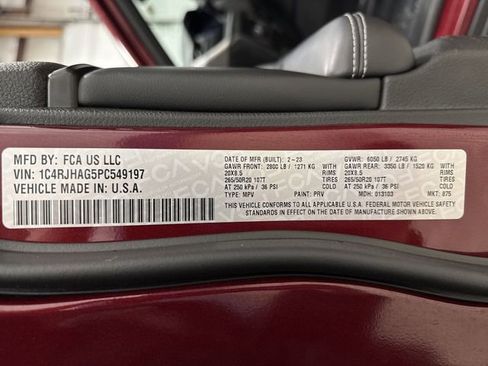 MFD BY: FCA US LLC
VIN: 1C4RJHAG5PC549197
VEHICLE MADE IN: U.S.A.
DATE OF MFR (BUILT): 2-23 GVWR: 6050 LB / 2745 KG
GAWR FRONT: 2800 LB / 1271 KG GAWR REAR: 3350 LB / 1520 KG
20X8.5 RIMS 20X8.5 RIMS
265/50R20 107T TIRES 265/50R20 107T TIRES
AT 250 kPa / 36 PSI COLD AT 250 kPa / 36 PSI COLD
TYPE: MPV PAINT: PRV MDH: 013103 MKT: 875
THIS VEHICLE CONFORMS TO ALL APPLICABLE U.S.A. FEDERAL MOTOR VEHICLE SAFETY
STANDARDS IN EFFECT ON THE DATE OF MANUFACTURE SHOWN ABOVE.